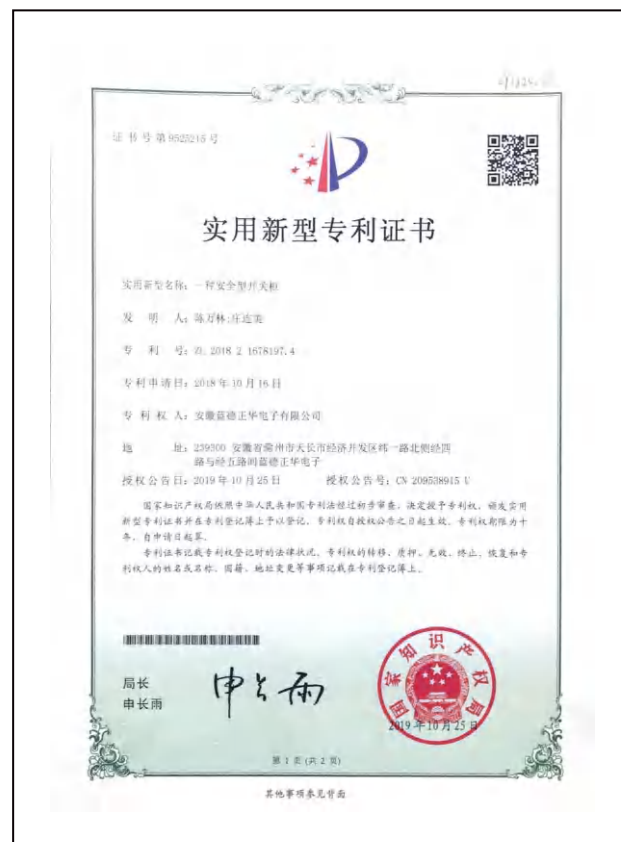 证书号第9525215号
实用新型专利证书
实用新型名称：一种安全型开关柜
发 明 人：陈万林;庄连美
专 利 号：ZL 2018 2 1678197.4
专利申请日：2018年10月16日
专 利 权 人：安徽蓝德正华电子有限公司
地 址：239300 安徽省滁州市天长市经济开发区纬一路北侧经四
路与经五路间蓝德正华电子
授权公告日：2019年10月25日 授权公告号：CN 209538915 U
国家知识产权局依照中华人民共和国专利法经过初步审查，决定授予专利权，颁发实用
新型专利证书并在专利登记簿上予以登记。专利权自授权公告之日起生效。专利权期限为十
年，自申请日起算。
专利证书记载专利权登记时的法律状况。专利权的转移、质押、无效、终止、恢复和专
利权人的姓名或名称、国籍、地址变更等事项记载在专利登记簿上。
局长
申长雨
申长雨
国家知识产权局
2019年10月25日
第 1 页 (共 2 页)
其他事项参见背面